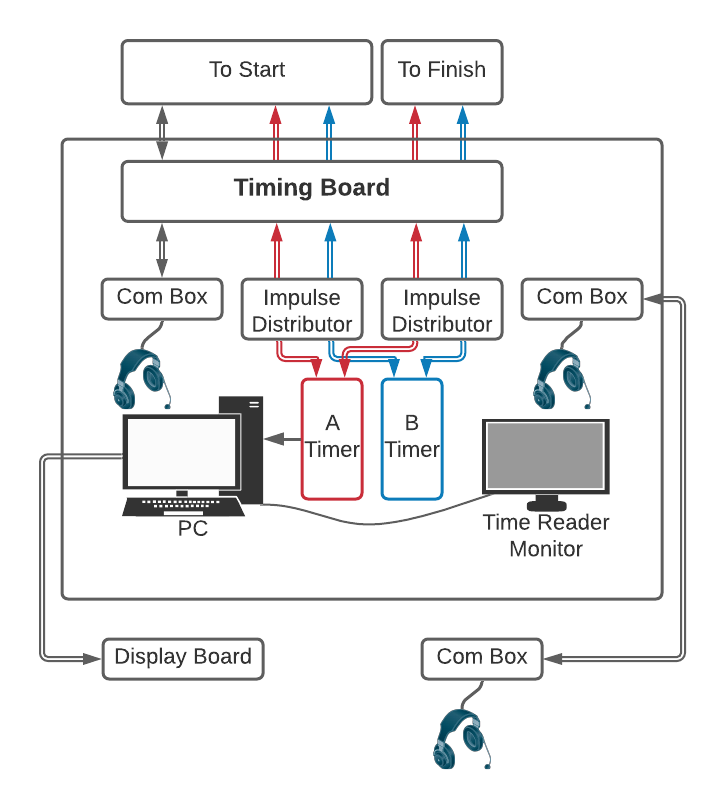 To Start
To Finish
Timing Board
Com Box
Impulse
Distributor
Impulse
Distributor
Com Box
A
Timer
B
Timer
PC
Time Reader
Monitor
Display Board
Com Box